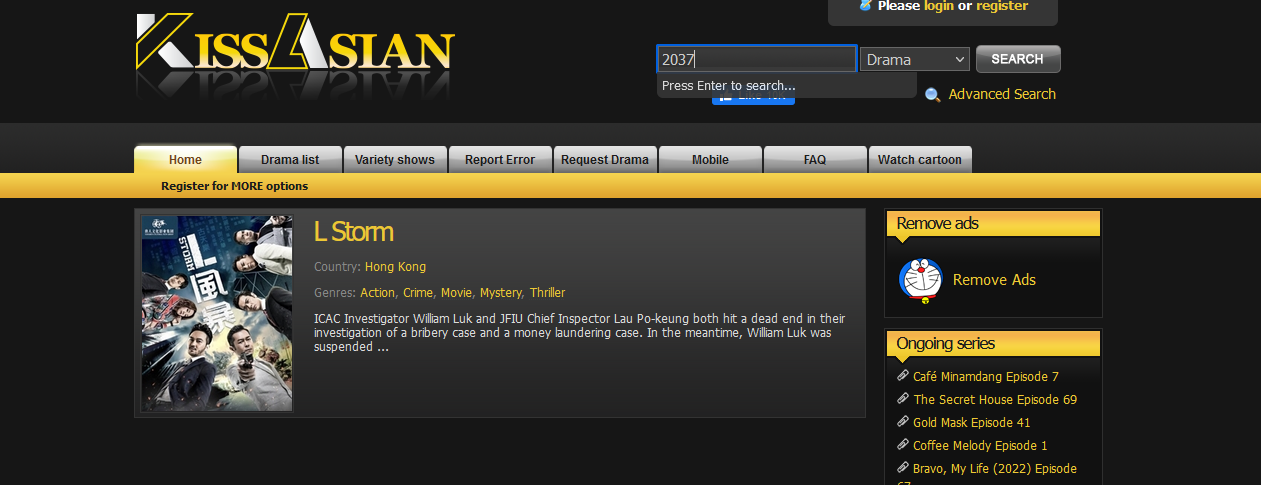 Please login or register
KISSASIAN
2037
Drama
SEARCH
Press Enter to search...
Advanced Search
Home
Drama list
Variety shows
Report Error
Request Drama
Mobile
FAQ
Watch cartoon
Register for MORE options
L STORM
L風暴
L Storm
Country: Hong Kong
Genres: Action, Crime, Movie, Mystery, Thriller
ICAC Investigator William Luk and JFIU Chief Inspector Lau Po-keung both hit a dead end in their
investigation of a bribery case and a money laundering case. In the meantime, William Luk was
suspended ...
Remove ads
Remove Ads
Ongoing series
Café Minamdang Episode 7
The Secret House Episode 69
Gold Mask Episode 41
Coffee Melody Episode 1
Bravo, My Life (2022) Episode